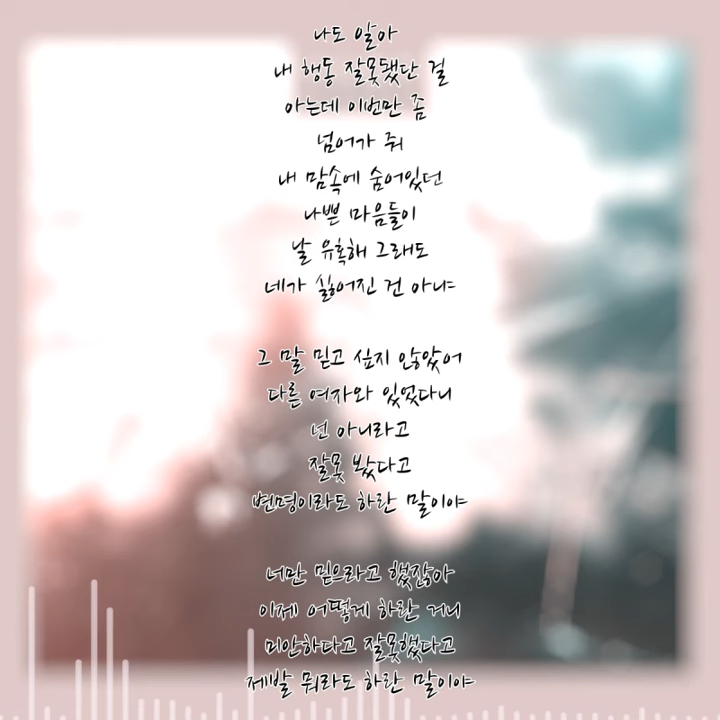 나도 알아
내 행동 잘못됐단 걸
아는데 이번만 좀
넘어가 줘
내 맘속에 숨어있던
나쁜 마음들이
날 유혹해 그래도
네가 싫어진 건 아냐
그 말 믿고 싶지 않았어
다른 여자와 있었다니
넌 아니라고
잘못 봤다고
변명이라도 하란 말이야
너만 믿으라고 했잖아
이제 어떻게 하란 거니
미안하다고 잘못했다고
제발 뭐라도 하란 말이야